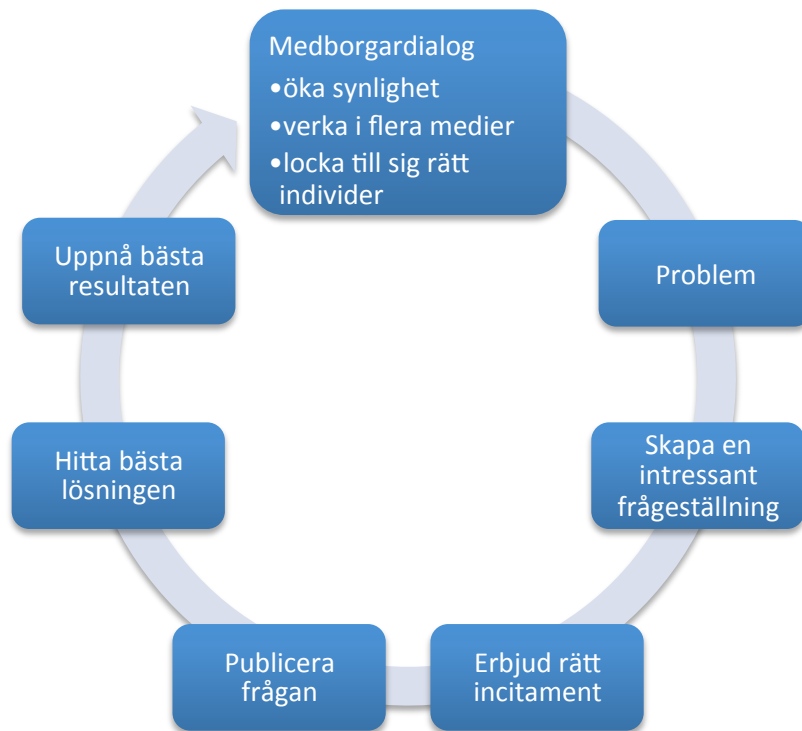 Medborgardialog
•öka synlighet
•verka i flera medier
•locka till sig rätt
individer
Problem
Skapa en
intressant
frågeställning
Erbjud rätt
incitament
Publicera
frågan
Hitta bästa
lösningen
Uppnå bästa
resultaten